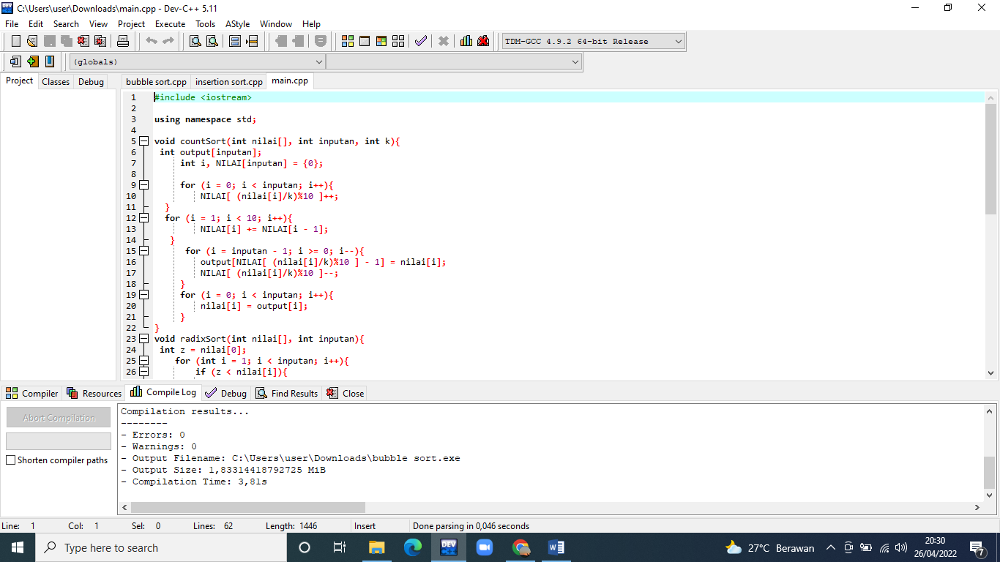 C:\Users\user\Downloads\main.cpp - Dev-C++ 5.11
File Edit Search View Project Execute Tools AStyle Window Help
TDM-GCC 4.9.2 64-bit Release
(globals)
Project Classes Debug bubble sort.cpp insertion sort.cpp main.cpp
1 #include <iostream>
2
3 using namespace std;
4
5 void countSort(int nilai[], int inputan, int k){
6 int output[inputan];
7 int i, NILAI[inputan] = {0};
8
9 for (i = 0; i < inputan; i++){
10 NILAI[ (nilai[i]/k)%10 ]++;
11 }
12 for (i = 1; i < 10; i++){
13 NILAI[i] += NILAI[i - 1];
14 }
15 for (i = inputan - 1; i >= 0; i--){
16 output[NILAI[ (nilai[i]/k)%10 ] - 1] = nilai[i];
17 NILAI[ (nilai[i]/k)%10 ]--;
18 }
19 for (i = 0; i < inputan; i++){
20 nilai[i] = output[i];
21 }
22 }
23 void radixSort(int nilai[], int inputan){
24 int z = nilai[0];
25 for (int i = 1; i < inputan; i++){
26 if (z < nilai[i]){
Compiler Resources Compile Log Debug Find Results Close
Abort Compilation
Shorten compiler paths
Compilation results...
--------
- Errors: 0
- Warnings: 0
- Output Filename: C:\Users\user\Downloads\bubble sort.exe
- Output Size: 1,83314418792725 MiB
- Compilation Time: 3,81s
Line: 1 Col: 1 Sel: 0 Lines: 62 Length: 1446 Insert Done parsing in 0,046 seconds
Type here to search
DEV
27°C Berawan
20:30
26/04/2022
7